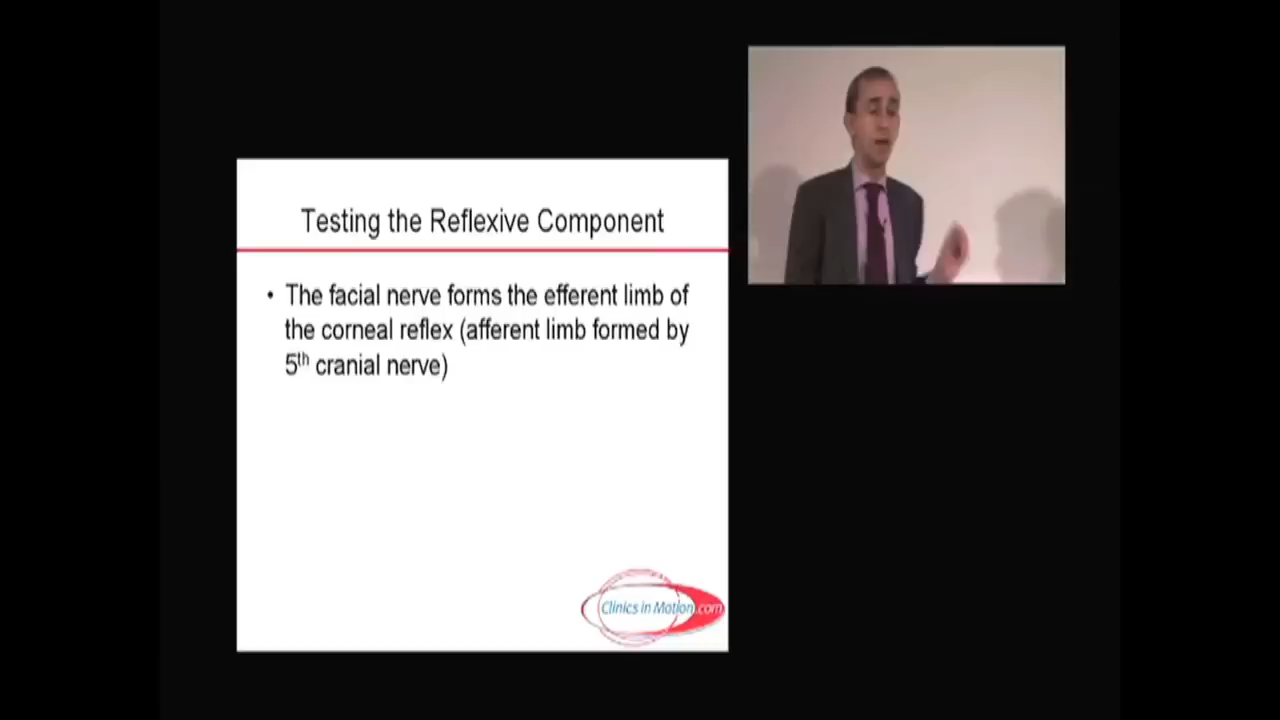 Testing the Reflexive Component
• The facial nerve forms the efferent limb of
the corneal reflex (afferent limb formed by
5th cranial nerve)
Clinics in Motion.com